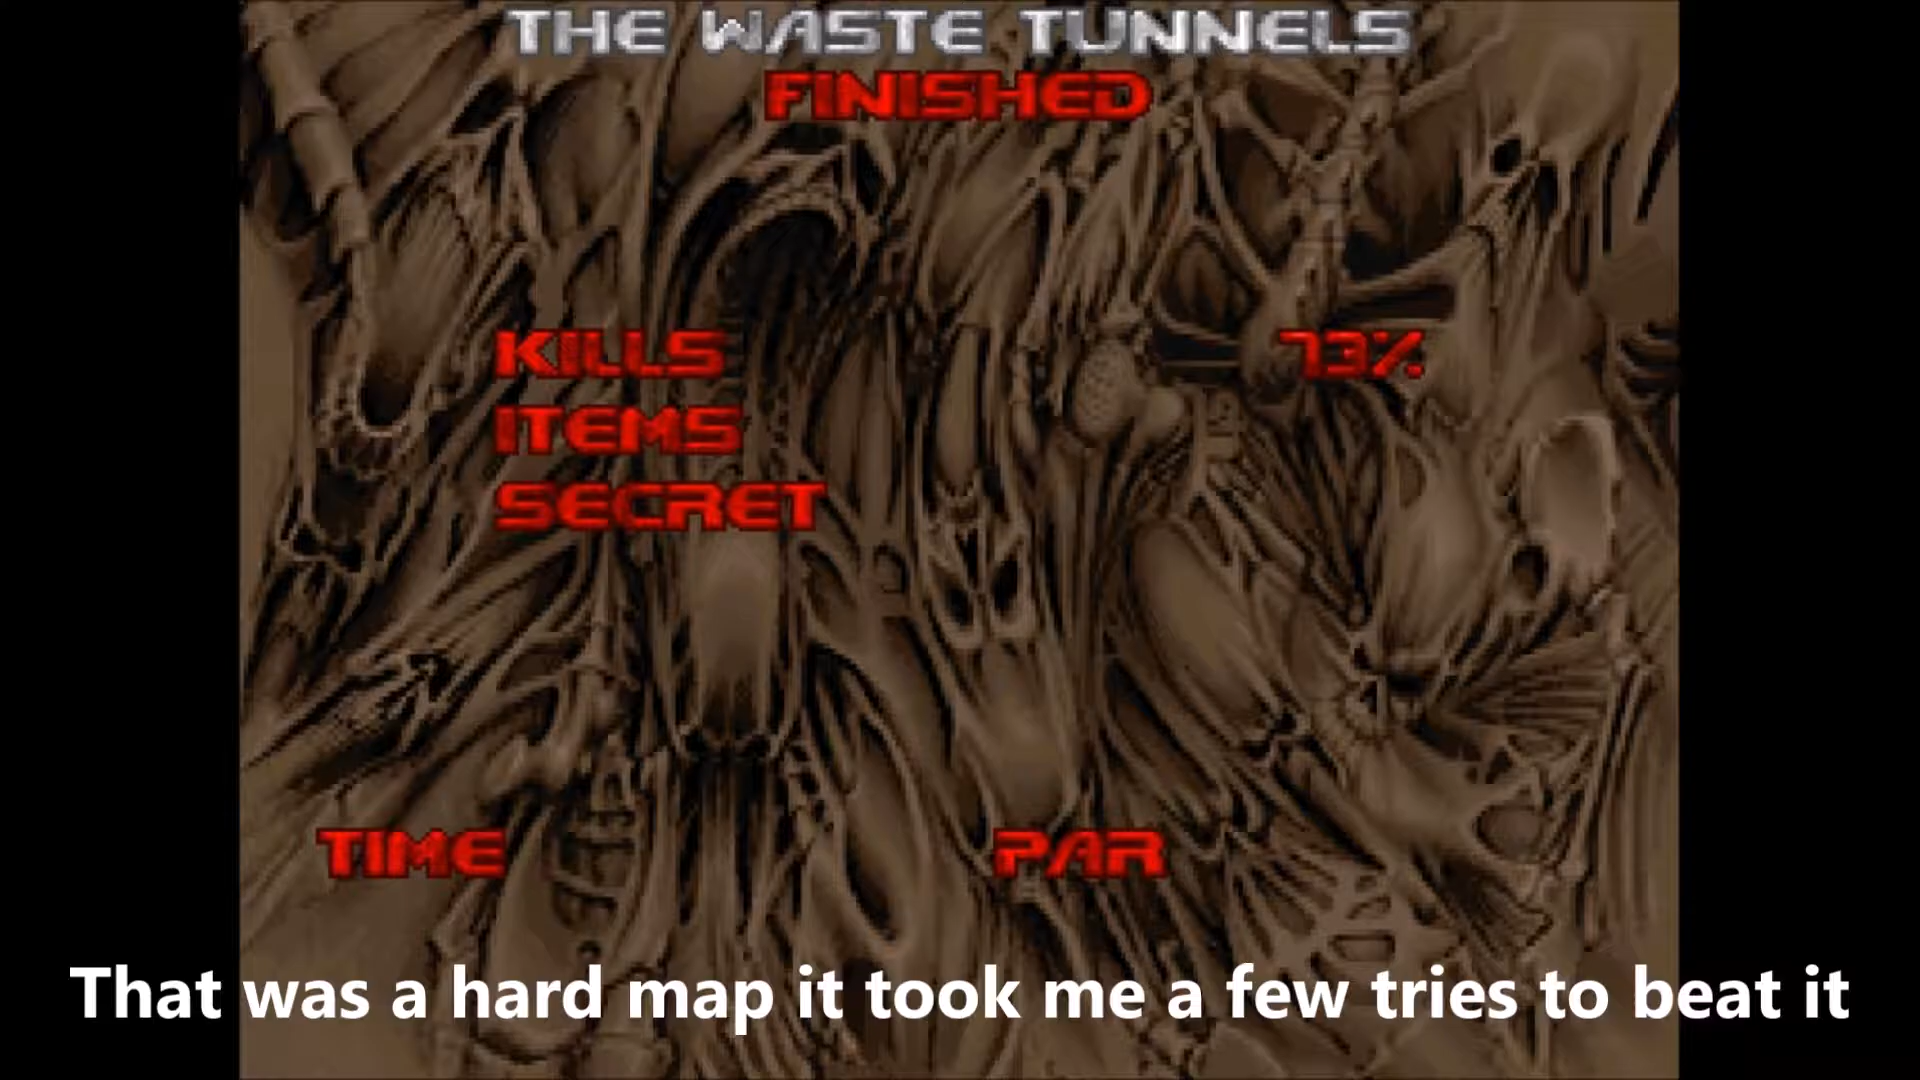 THE WASTE TUNNELS
FINISHED
KILLS 73%
ITEMS
SECRET
TIME PAR
That was a hard map it took me a few tries to beat it